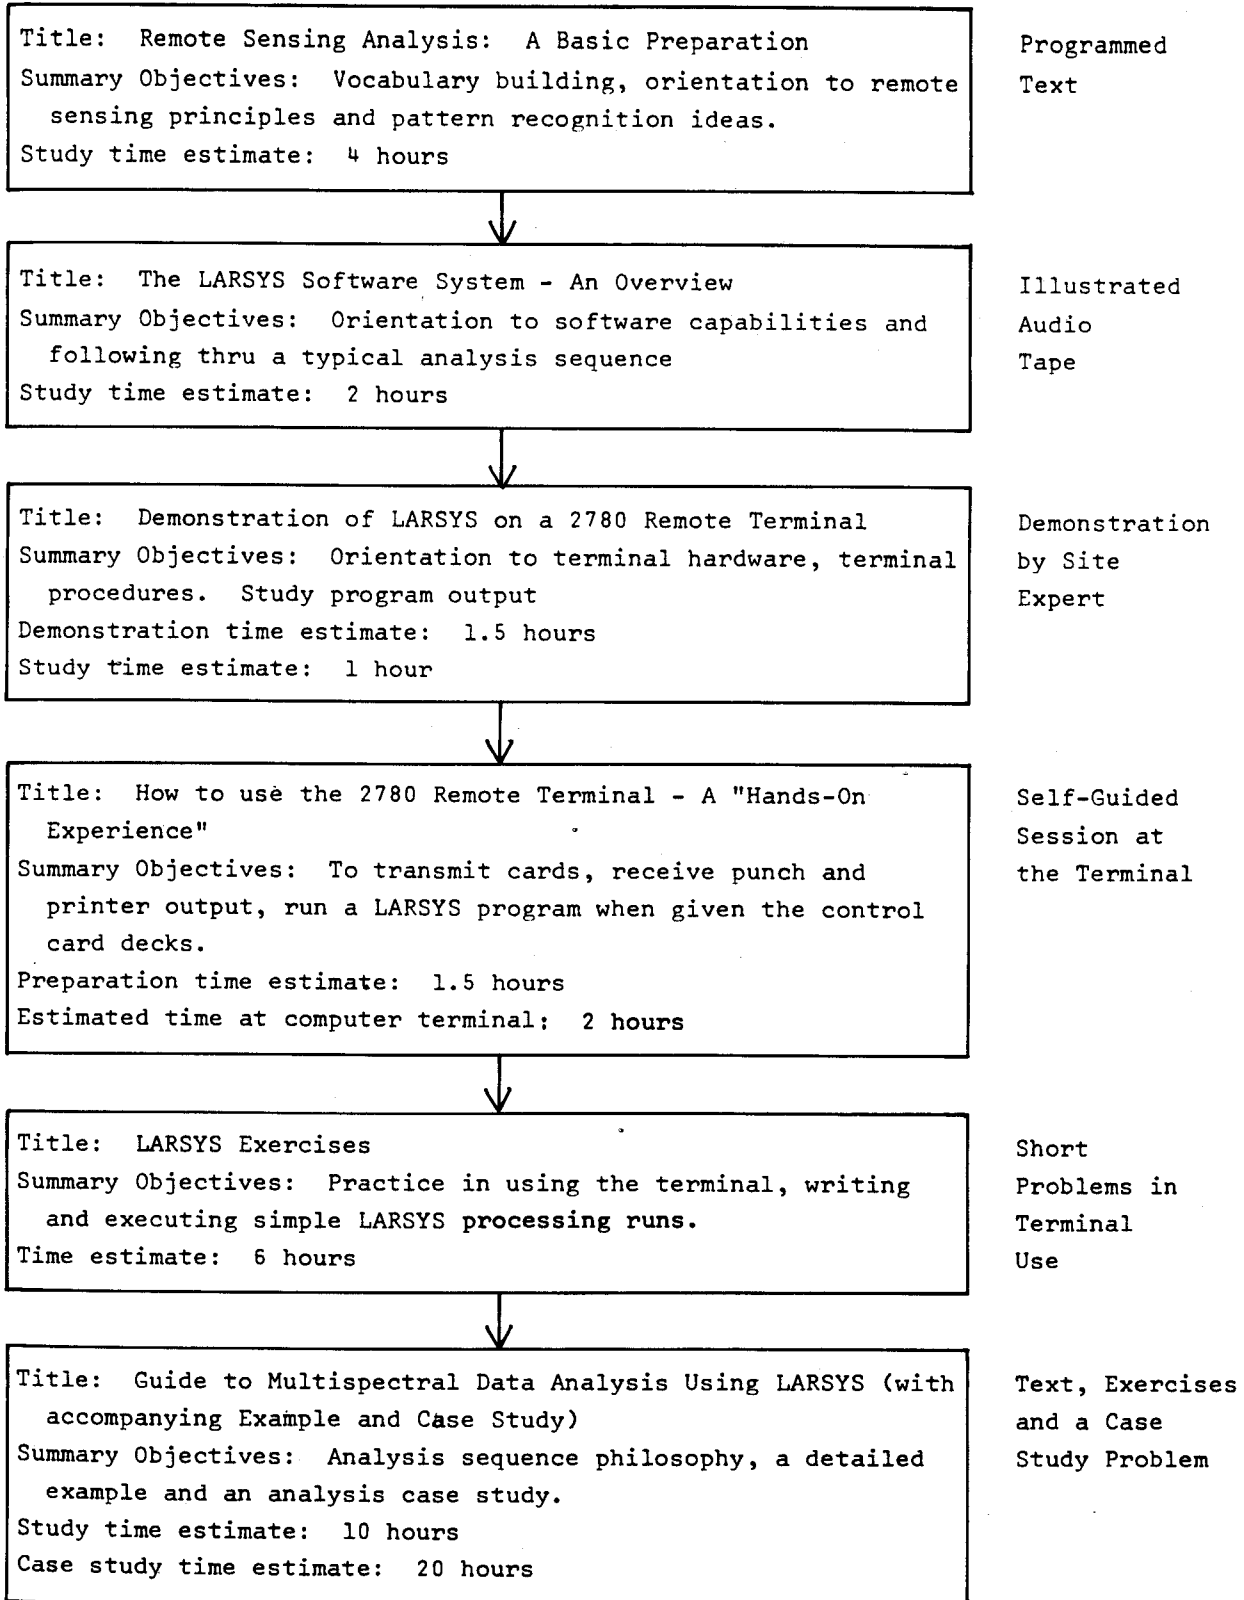 Title: Remote Sensing Analysis: A Basic Preparation
Summary Objectives: Vocabulary building, orientation to remote
sensing principles and pattern recognition ideas.
Study time estimate: 4 hours
Programmed
Text
Title: The LARSYS Software System - An Overview
Summary Objectives: Orientation to software capabilities and
following thru a typical analysis sequence
Study time estimate: 2 hours
Illustrated
Audio
Tape
Title: Demonstration of LARSYS on a 2780 Remote Terminal
Summary Objectives: Orientation to terminal hardware, terminal
procedures. Study program output
Demonstration time estimate: 1.5 hours
Study time estimate: 1 hour
Demonstration
by Site
Expert
Title: How to use the 2780 Remote Terminal - A "Hands-On
Experience"
Summary Objectives: To transmit cards, receive punch and
printer output, run a LARSYS program when given the control
card decks.
Preparation time estimate: 1.5 hours
Estimated time at computer terminal: 2 hours
Self-Guided
Session at
the Terminal
Title: LARSYS Exercises
Summary Objectives: Practice in using the terminal, writing
and executing simple LARSYS processing runs.
Time estimate: 6 hours
Short
Problems in
Terminal
Use
Title: Guide to Multispectral Data Analysis Using LARSYS (with
accompanying Example and Case Study)
Summary Objectives: Analysis sequence philosophy, a detailed
example and an analysis case study.
Study time estimate: 10 hours
Case study time estimate: 20 hours
Text, Exercises
and a Case
Study Problem